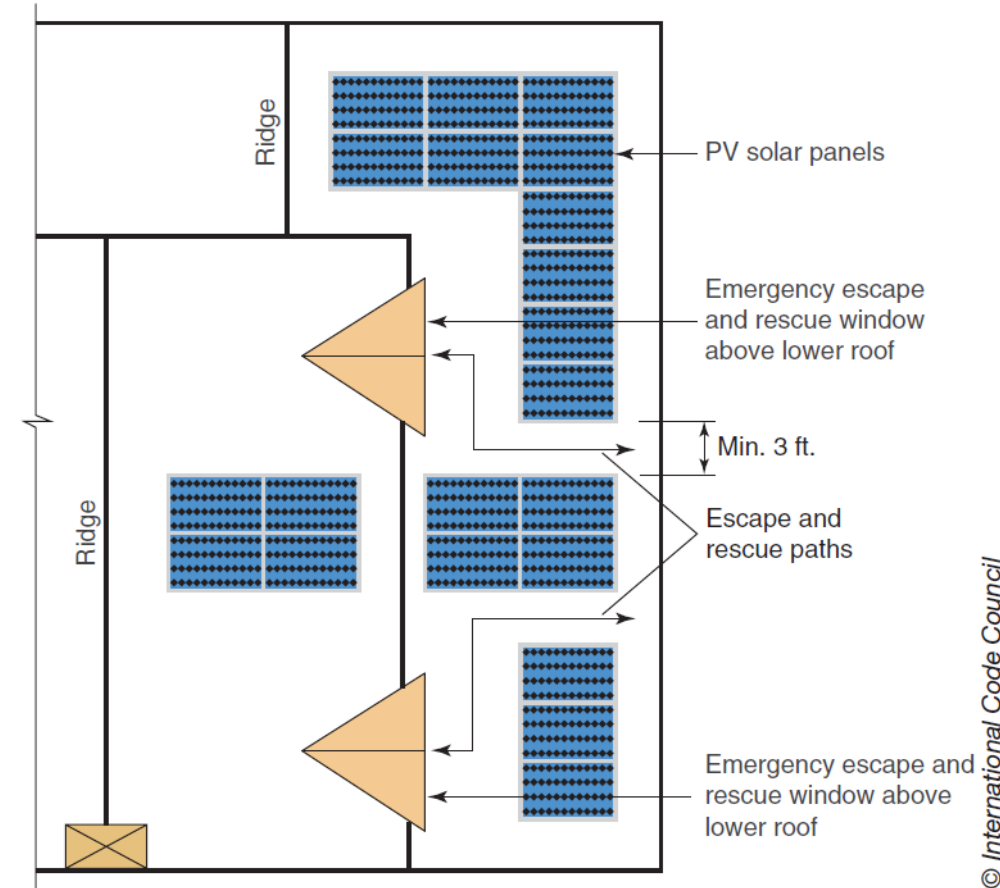 Ridge
PV solar panels
Emergency escape
and rescue window
above lower roof
Min. 3 ft.
Ridge
Escape and
rescue paths
Emergency escape and
rescue window above
lower roof
© International Code Council